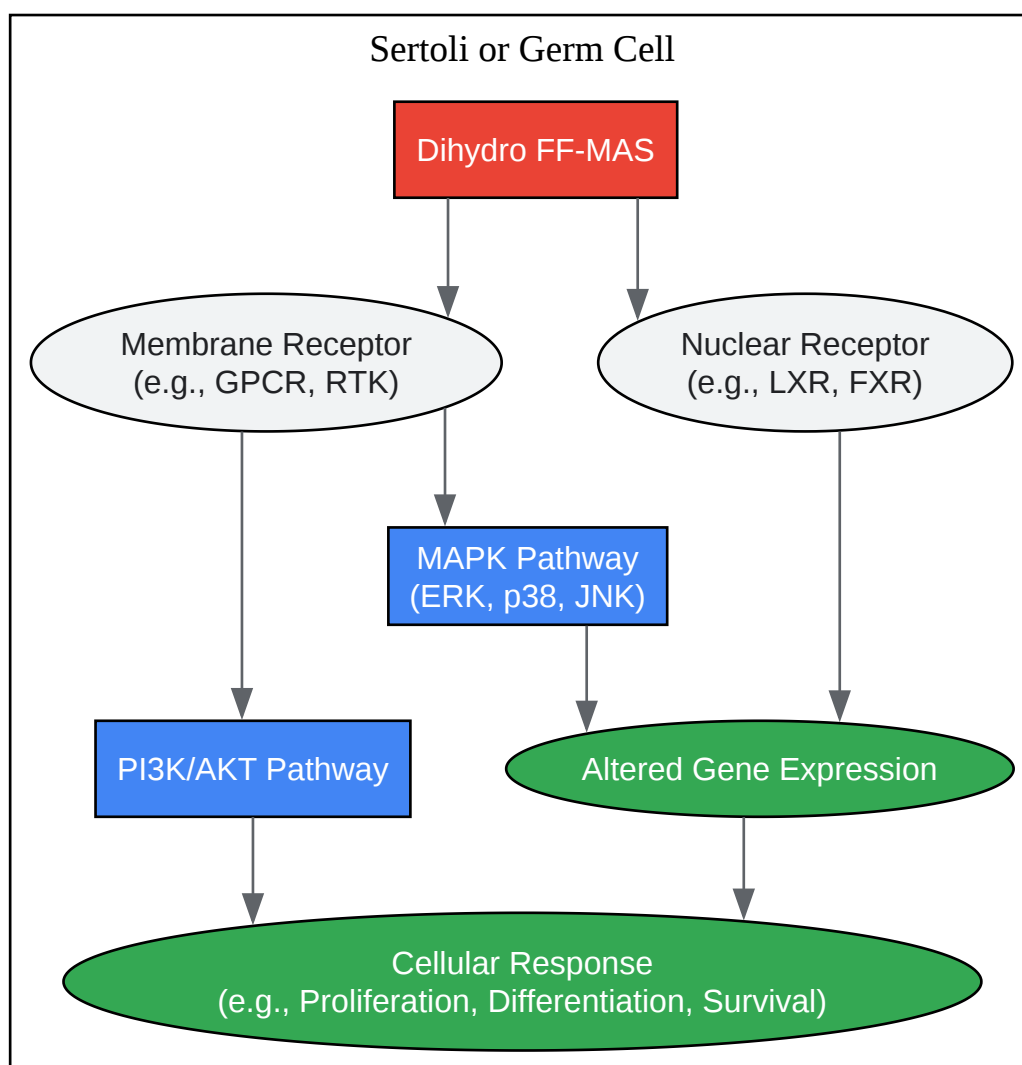 Sertoli or Germ Cell
Dihydro FF-MAS
Membrane Receptor
(e.g., GPCR, RTK)
Nuclear Receptor
(e.g., LXR, FXR)
MAPK Pathway
(ERK, p38, JNK)
PI3K/AKT Pathway
Altered Gene Expression
Cellular Response
(e.g., Proliferation, Differentiation, Survival)